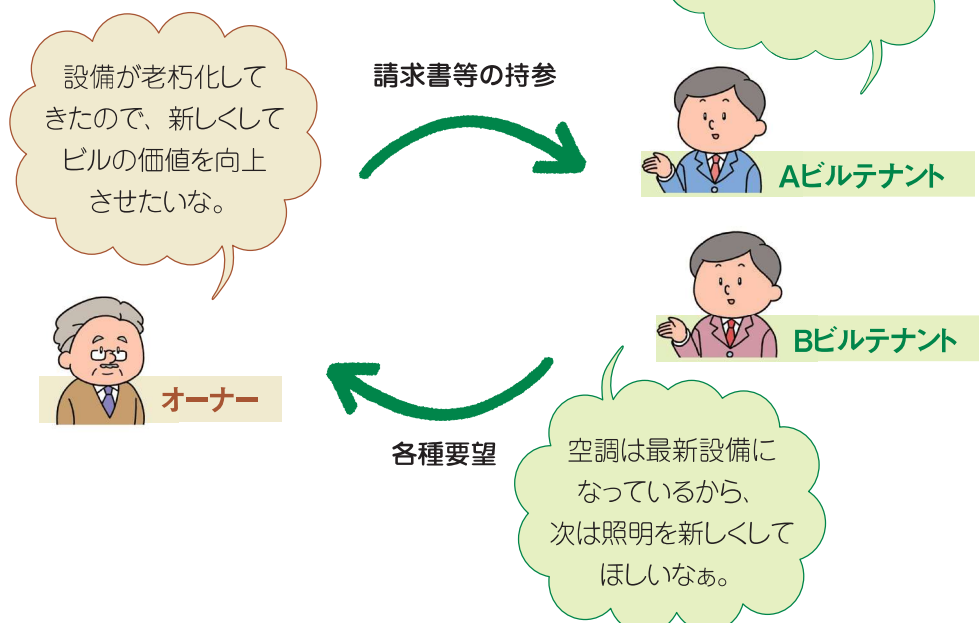 設備が老朽化して
きたので、新しくして
ビルの価値を向上
させたいな。
請求書等の持参
Aビルテナント
Bビルテナント
オーナー
各種要望
空調は最新設備に
なっているから、
次は照明を新しくして
ほしいなぁ。